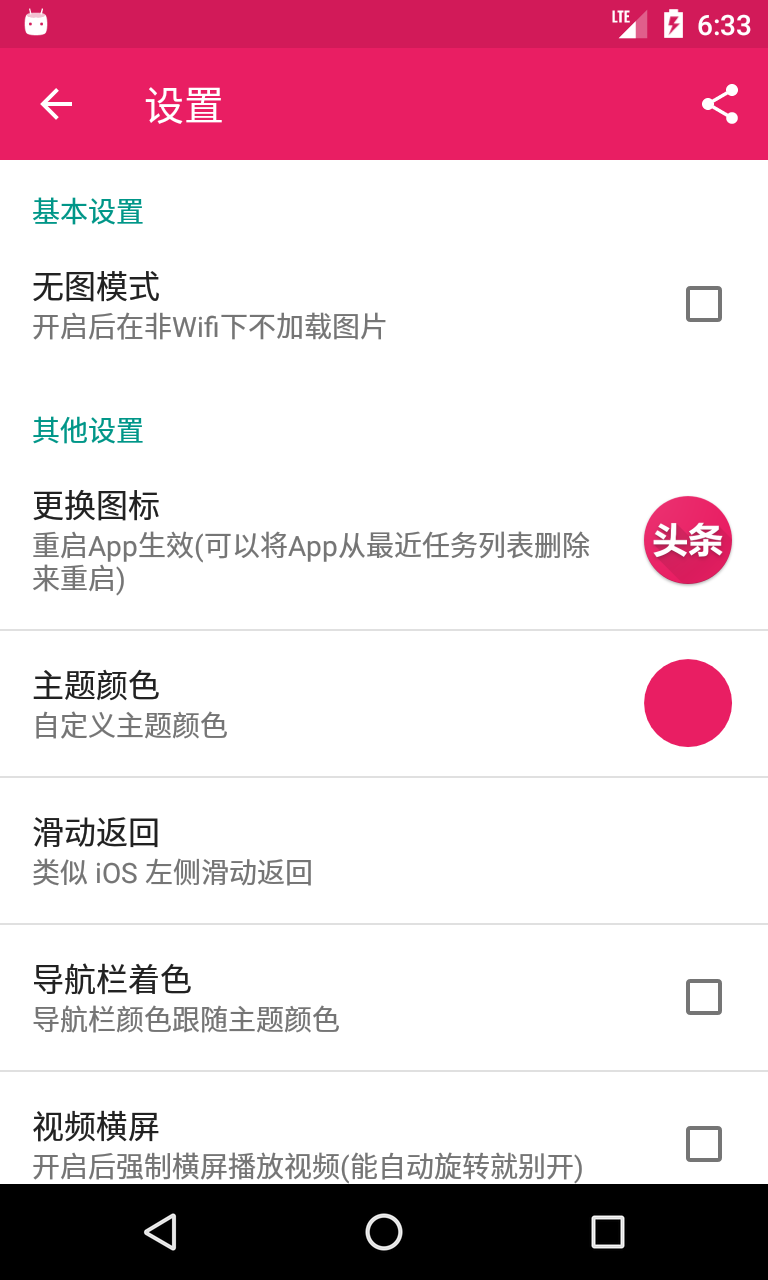 LTE 6:33
设置
基本设置
无图模式
开启后在非Wifi下不加载图片
其他设置
更换图标
重启App生效(可以将App从最近任务列表删除
来重启)
头条
主题颜色
自定义主题颜色
滑动返回
类似 iOS 左侧滑动返回
导航栏着色
导航栏颜色跟随主题颜色
视频横屏
开启后强制横屏播放视频(能自动旋转就别开)